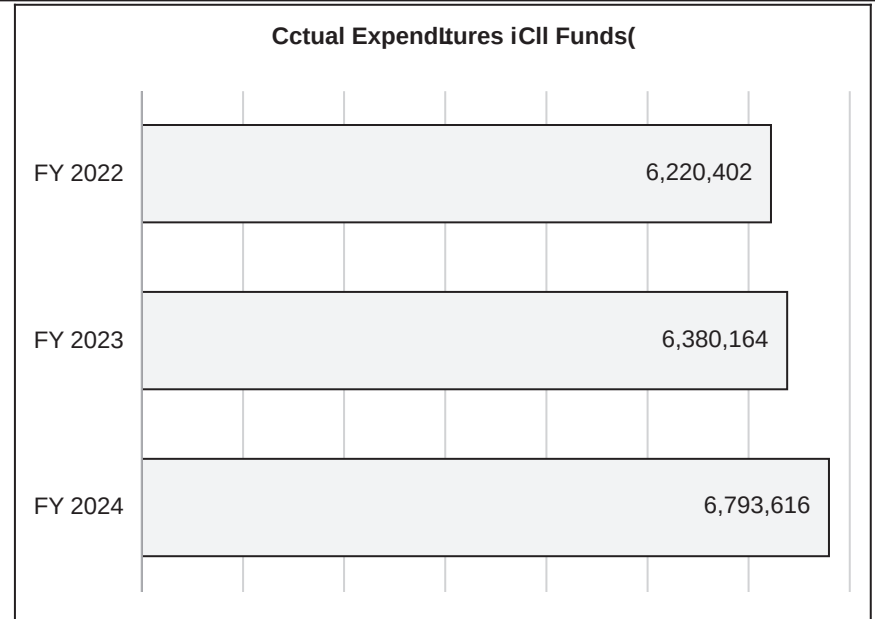 Cctual ExpendLtures iCll Funds(
FY 2022
6,220,402
FY 2023
6,380,164
FY 2024
6,793,616